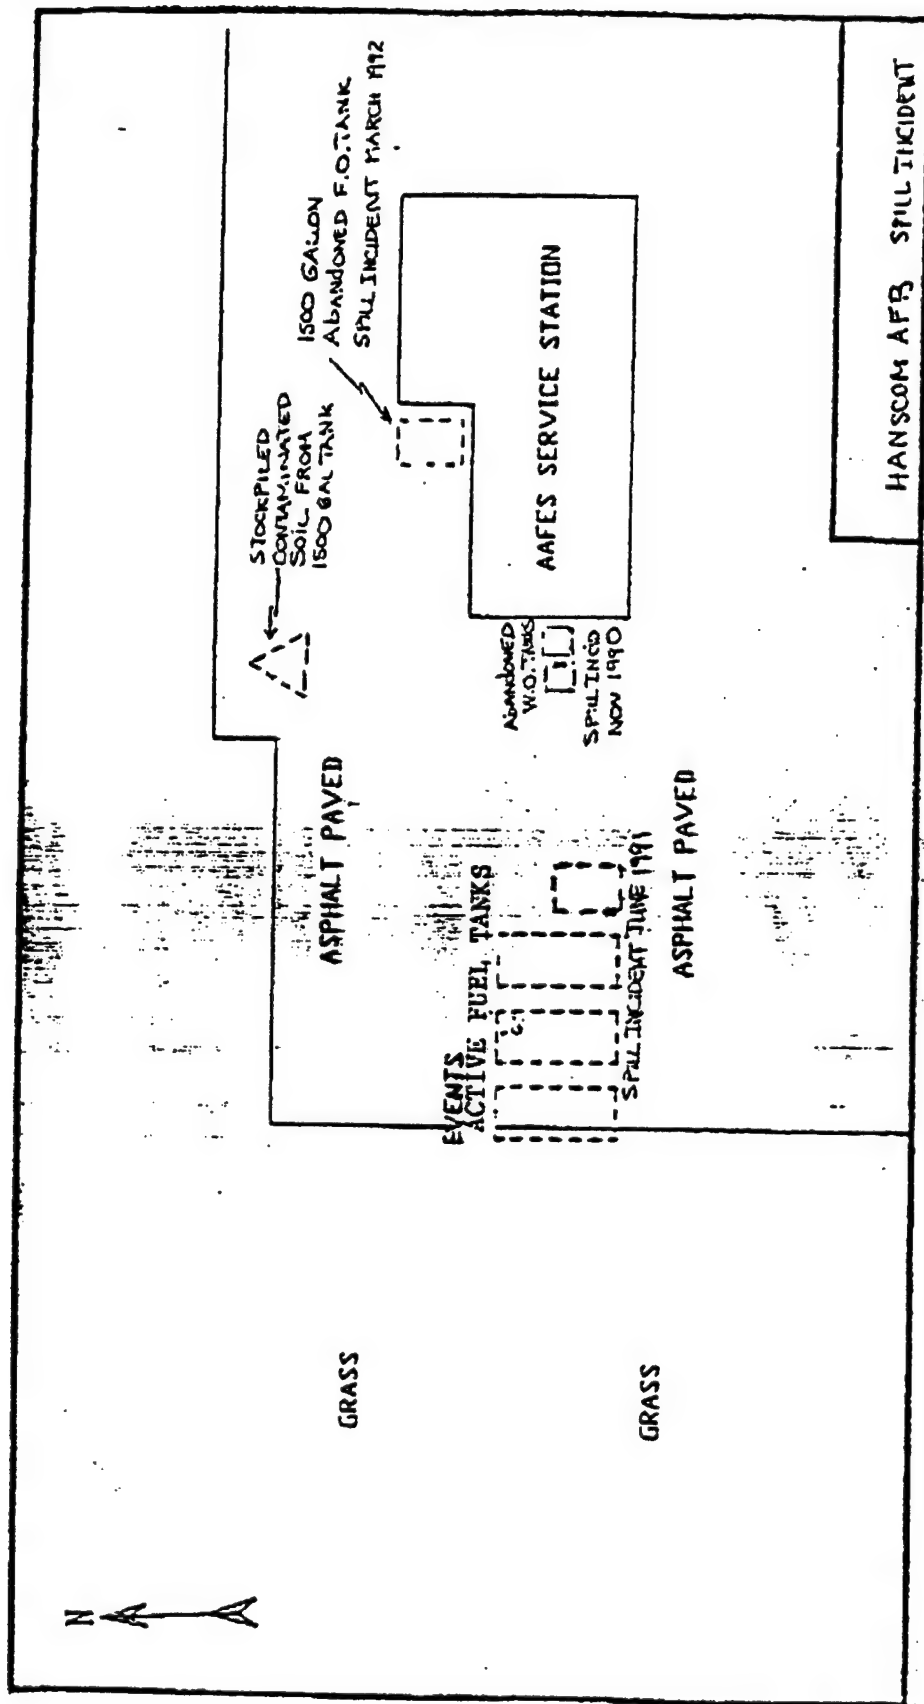 N
STOCKPILED
CONTAMINATED
SOIL FROM
1500 GAL TANK
1500 GALLON
ABANDONED F.O. TANK
SPILL INCIDENT MARCH 1992
ASPHALT PAVED
GRASS
EVENTS
ACTIVE FUEL TANKS
ABANDONED
W.O. TANKS
SPILL INCID
NOV 1990
AAFES SERVICE STATION
SPILL INCIDENT JUNE 1991
GRASS
ASPHALT PAVED
HANSCOM AFB SPILL INCIDENT